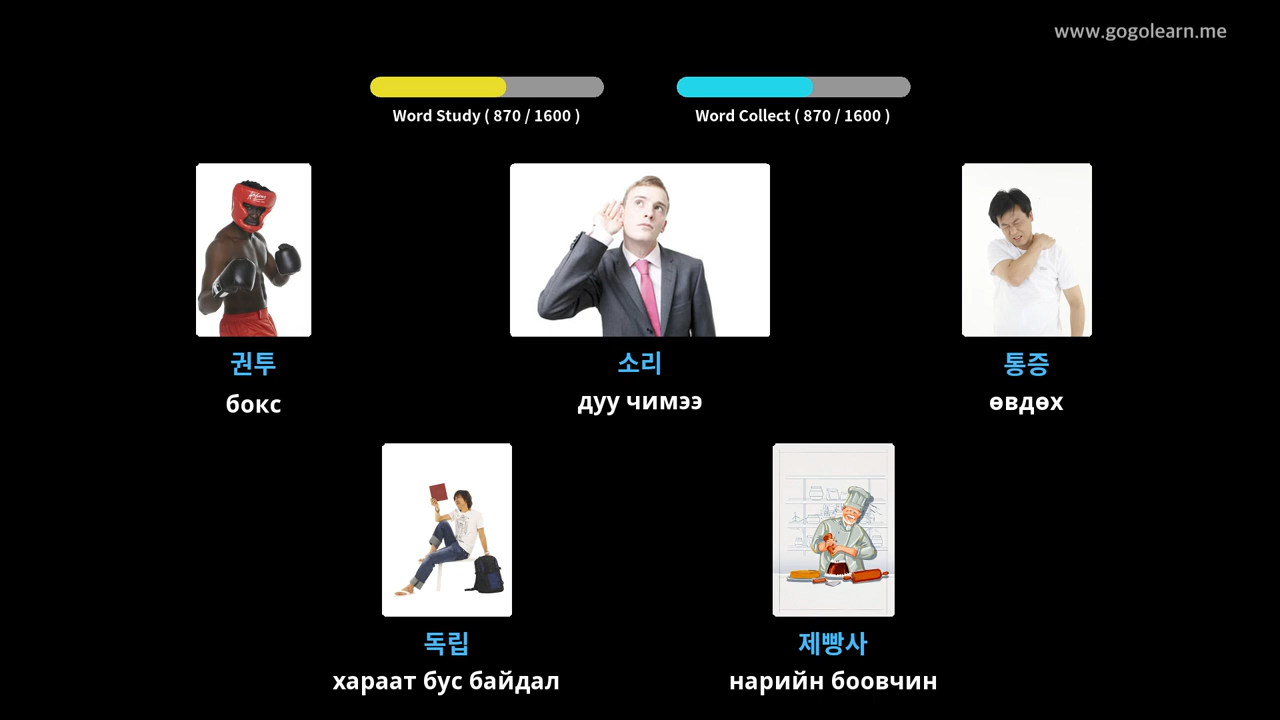 www.gogolearn.me
Word Study ( 870 / 1600 )
Word Collect ( 870 / 1600 )
권투
소리
통증
бокс
дуу чимээ
өвдөх
독립
제빵사
хараат бус байдал
нарийн боовчин